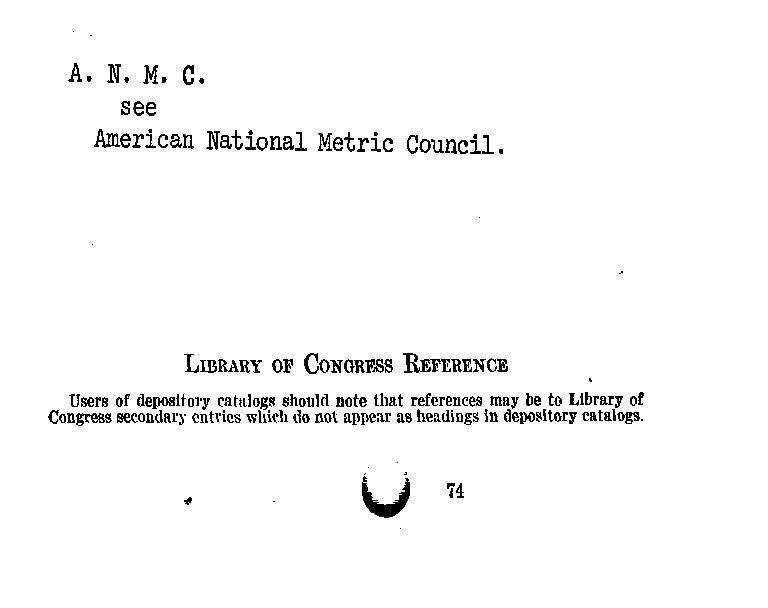 A. N. M. C.
see
American National Metric Council.
LIBRARY OF CONGRESS REFERENCE
Users of depository catalogs should note that references may be to Library of
Congress secondary entries which do not appear as headings in depository catalogs.
74